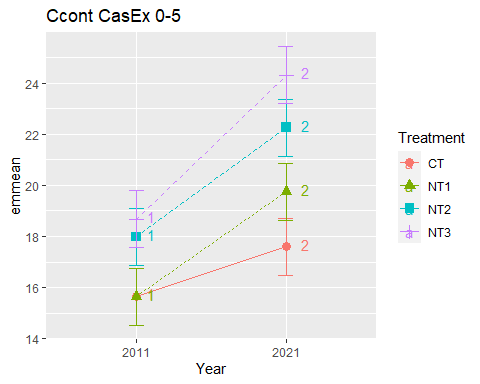 Ccont CasEx 0-5
24
22
20
18
16
14
emmean
2
2
2
2
1
1
1
2011
2021
Year
Treatment
a CT
a NT1
a NT2
a NT3